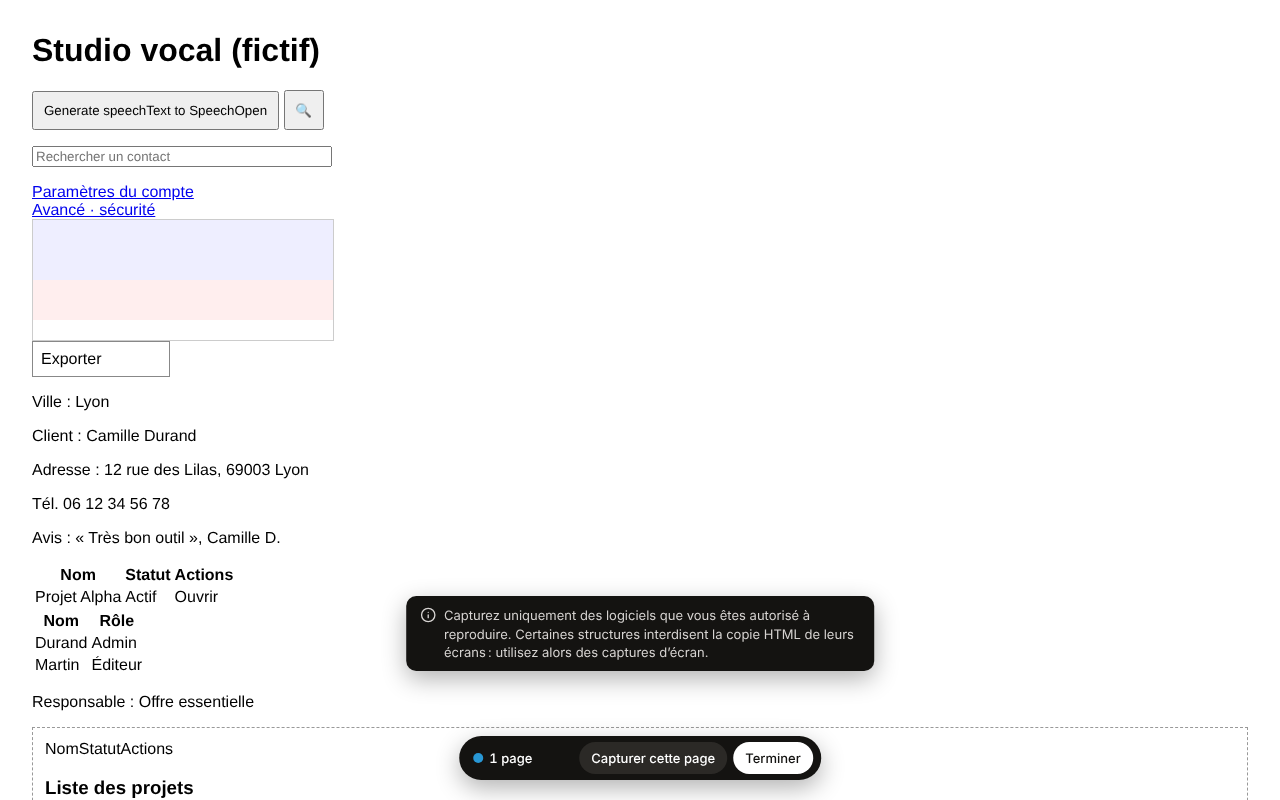 Studio vocal (fictif)
Generate speechText to SpeechOpen
Rechercher un contact
Paramètres du compte
Avancé · sécurité
Exporter
Ville : Lyon
Client : Camille Durand
Adresse : 12 rue des Lilas, 69003 Lyon
Tél. 06 12 34 56 78
Avis : « Très bon outil », Camille D.
Nom Statut Actions
Projet Alpha Actif Ouvrir
Nom Rôle
Durand Admin
Martin Éditeur
Capturez uniquement des logiciels que vous êtes autorisé à
reproduire. Certaines structures interdisent la copie HTML de leurs
écrans : utilisez alors des captures d’écran.
Responsable : Offre essentielle
NomStatutActions
1 page Capturer cette page Terminer
Liste des projets